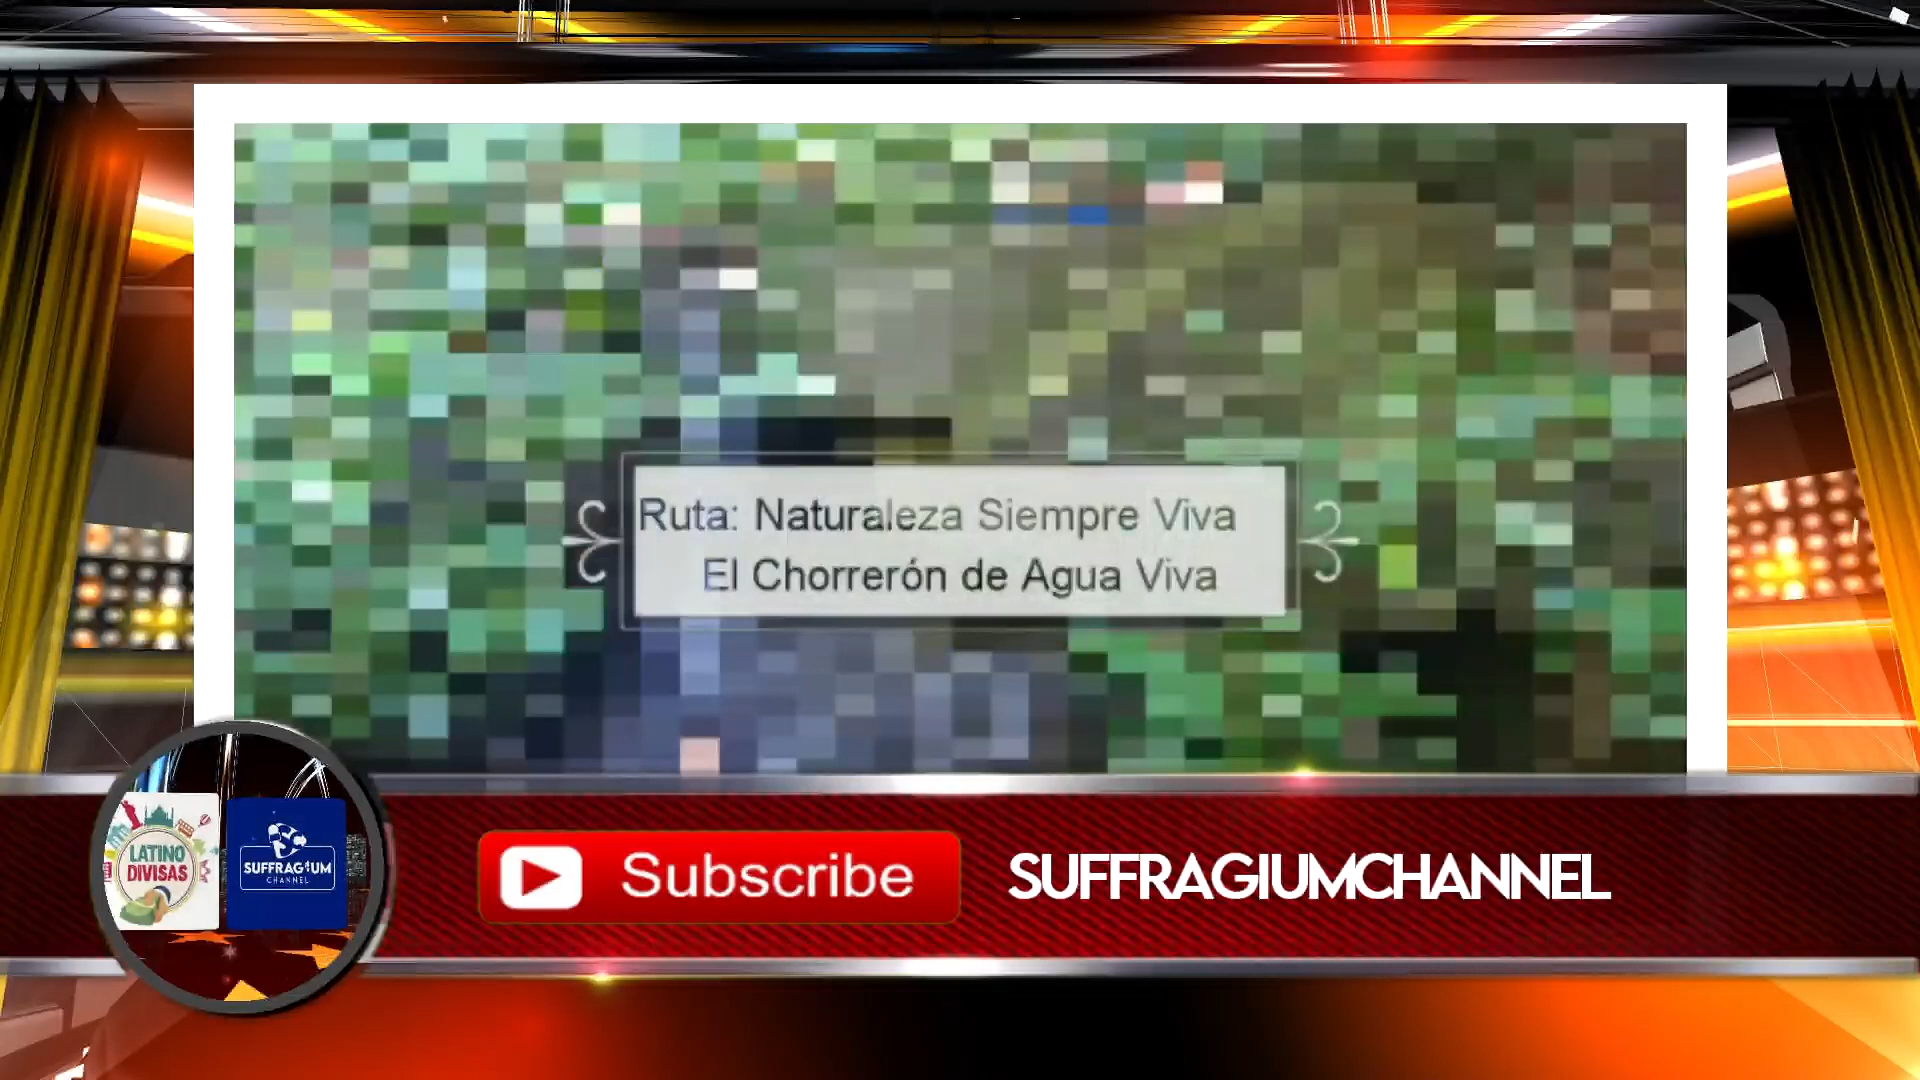 Ruta: Naturaleza Siempre Viva
El Chorrerón de Agua Viva
LATINO
DIVISAS
SUFFRAGIUM
CHANNEL
Subscribe
SUFFRAGIUMCHANNEL